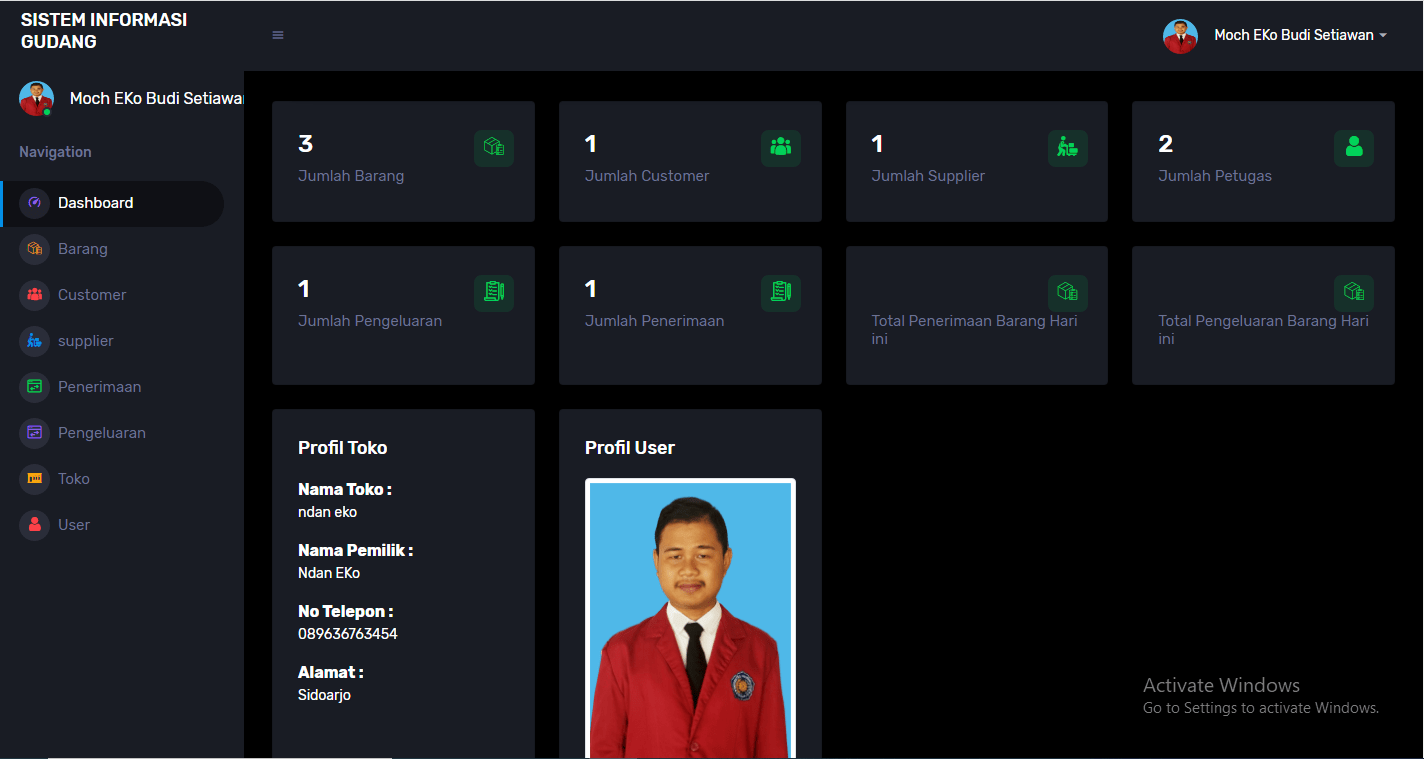 SISTEM INFORMASI
GUDANG
Moch EKo Budi Setiawan
Moch EKo Budi Setiawa
Navigation
Dashboard
Barang
Customer
supplier
Penerimaan
Pengeluaran
Toko
User
3
Jumlah Barang
1
Jumlah Customer
1
Jumlah Supplier
2
Jumlah Petugas
1
Jumlah Pengeluaran
1
Jumlah Penerimaan
Total Penerimaan Barang Hari
ini
Total Pengeluaran Barang Hari
ini
Profil Toko
Nama Toko :
ndan eko
Nama Pemilik :
Ndan EKo
No Telepon :
089636763454
Alamat :
Sidoarjo
Profil User
Activate Windows
Go to Settings to activate Windows.